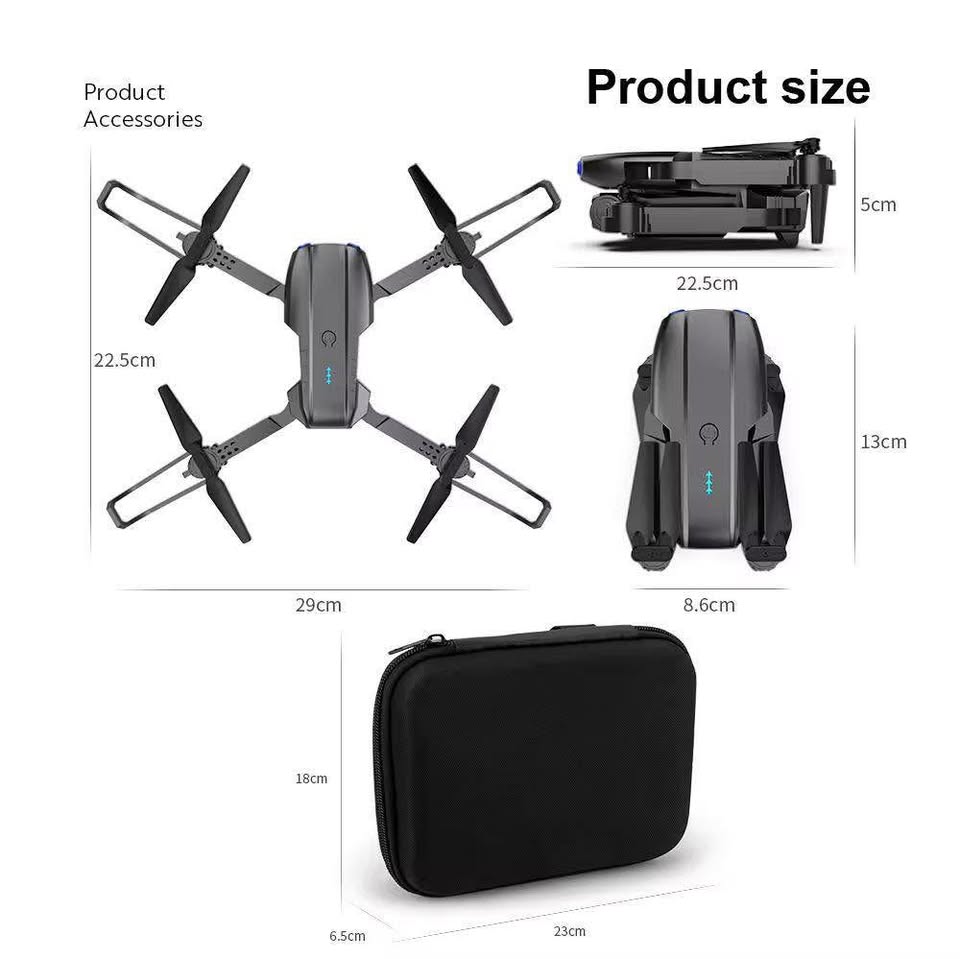 Product
Accessories
Product size
5cm
22.5cm
22.5cm
13cm
29cm
8.6cm
18cm
6.5cm
23cm